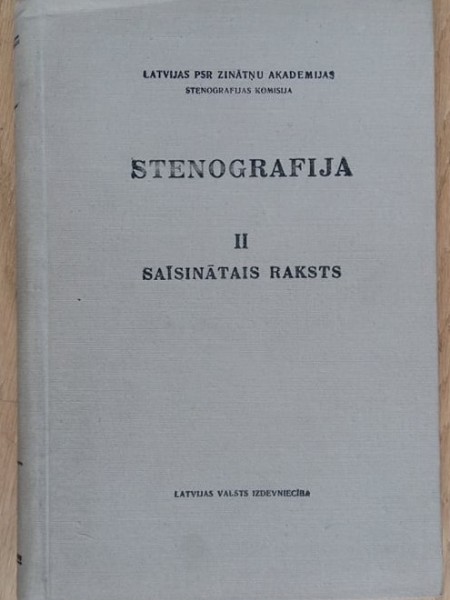 LATVIJAS PSR ZINĀTŅU AKADEMIJAS
STENOGRAFIJAS KOMISIJA
STENOGRAFIJA
II
SAĪSINĀTAIS RAKSTS
LATVIJAS VALSTS IZDEVNIECĪBA